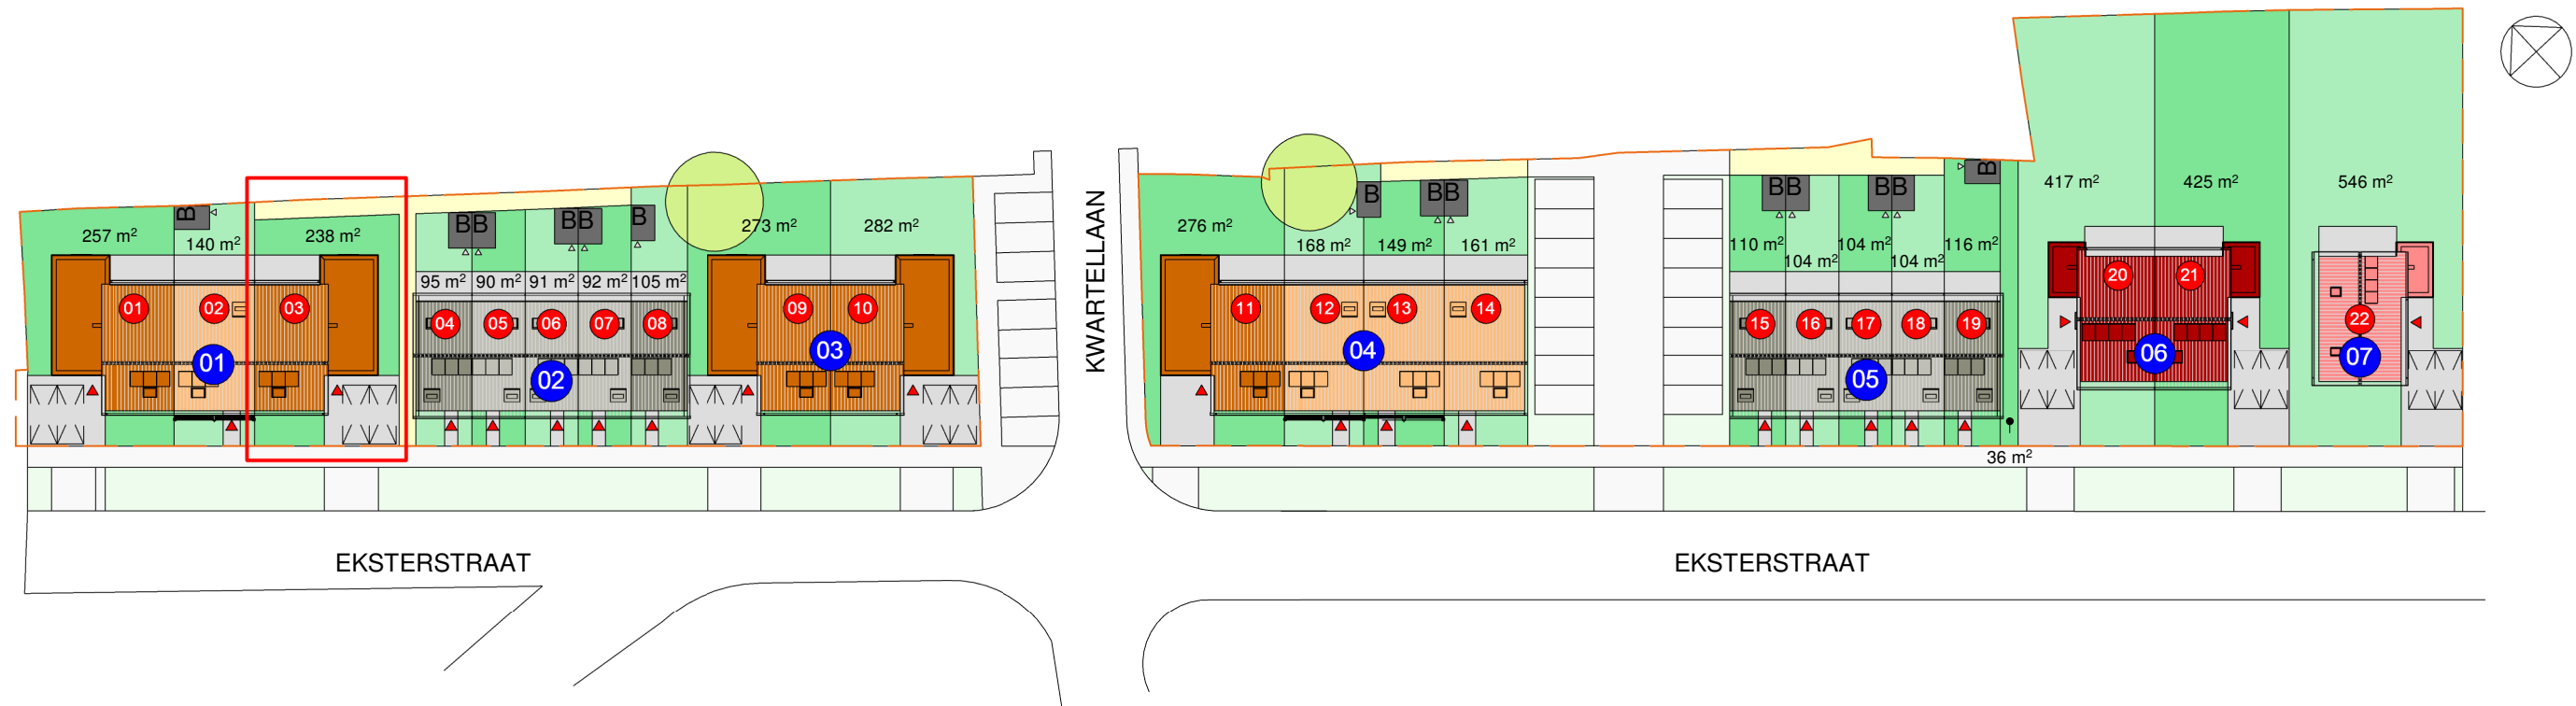 257 m²
B
140 m²
238 m²
01
02
03
01
BB
BB
B
95 m²
90 m²
91 m²
92 m²
105 m²
04
05
06
07
08
02
273 m²
282 m²
09
10
03
KWARTELLAAN
276 m²
B
BB
168 m²
149 m²
161 m²
11
12
13
14
04
BB
BB
B
110 m²
104 m²
104 m²
104 m²
116 m²
15
16
17
18
19
05
417 m²
425 m²
546 m²
20
21
06
22
07
36 m²
EKSTERSTRAAT
EKSTERSTRAAT